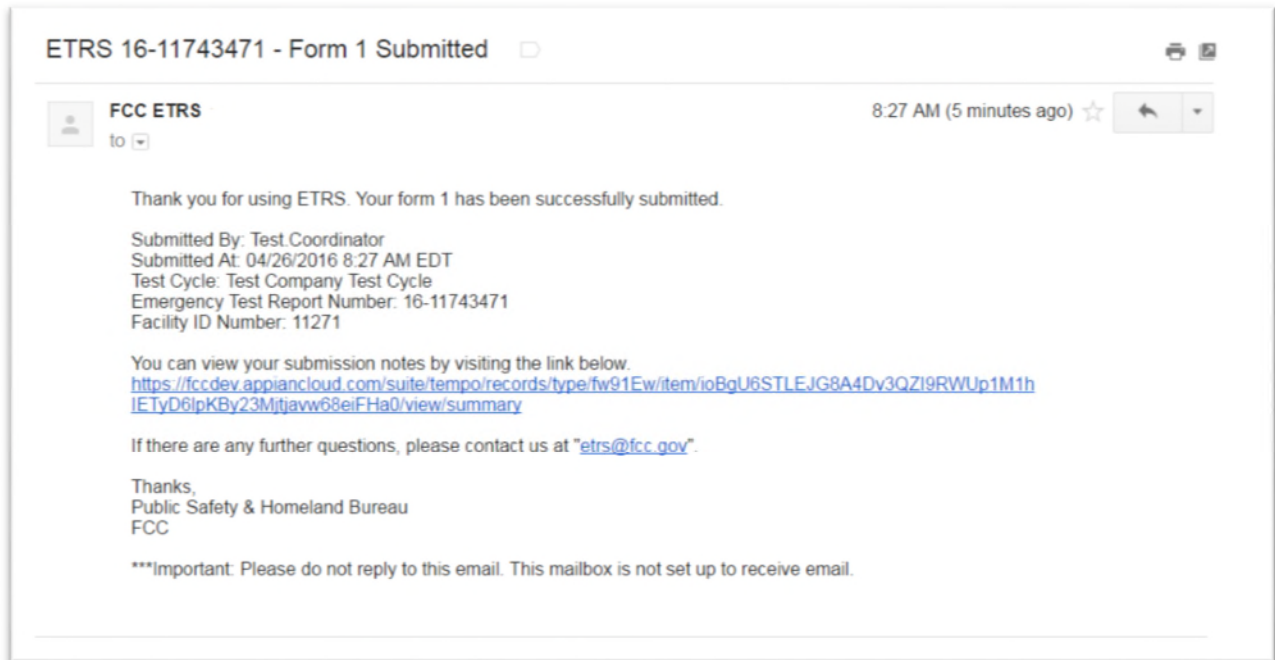 ETRS 16-11743471 - Form 1 Submitted
FCC ETRS
8:27 AM (5 minutes ago)
to
Thank you for using ETRS. Your form 1 has been successfully submitted.
Submitted By: Test.Coordinator
Submitted At: 04/26/2016 8:27 AM EDT
Test Cycle: Test Company Test Cycle
Emergency Test Report Number: 16-11743471
Facility ID Number: 11271
You can view your submission notes by visiting the link below.
https://fccdev.appiancloud.com/suite/tempo/records/type/fw91Ew/item/ioBgU6STLEJG8A4Dv3QZI9RWUp1M1h
IETyD6lpKBy23Mjtjavw68eiFHa0/view/summary
If there are any further questions, please contact us at "etrs@fcc.gov".
Thanks,
Public Safety & Homeland Bureau
FCC
***Important: Please do not reply to this email. This mailbox is not set up to receive email.